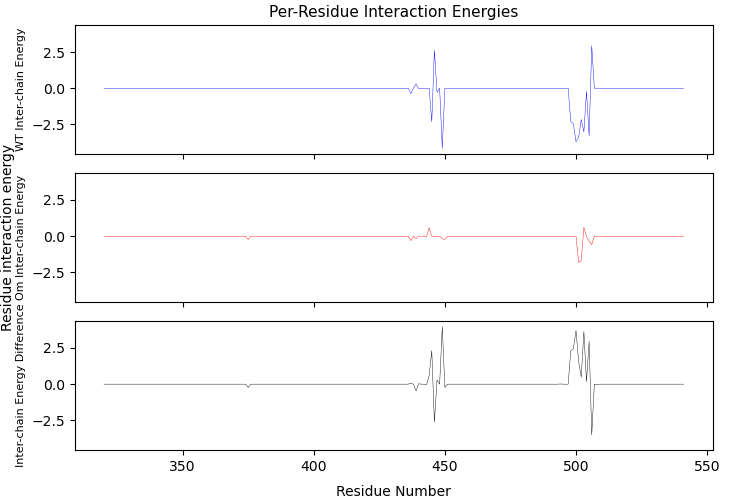 Per-Residue Interaction Energies
Residue interaction energy
WT Inter-chain Energy
2.5
0.0
−2.5
Om Inter-chain Energy
2.5
0.0
−2.5
Inter-chain Energy Difference
2.5
0.0
−2.5
350
400
450
500
550
Residue Number